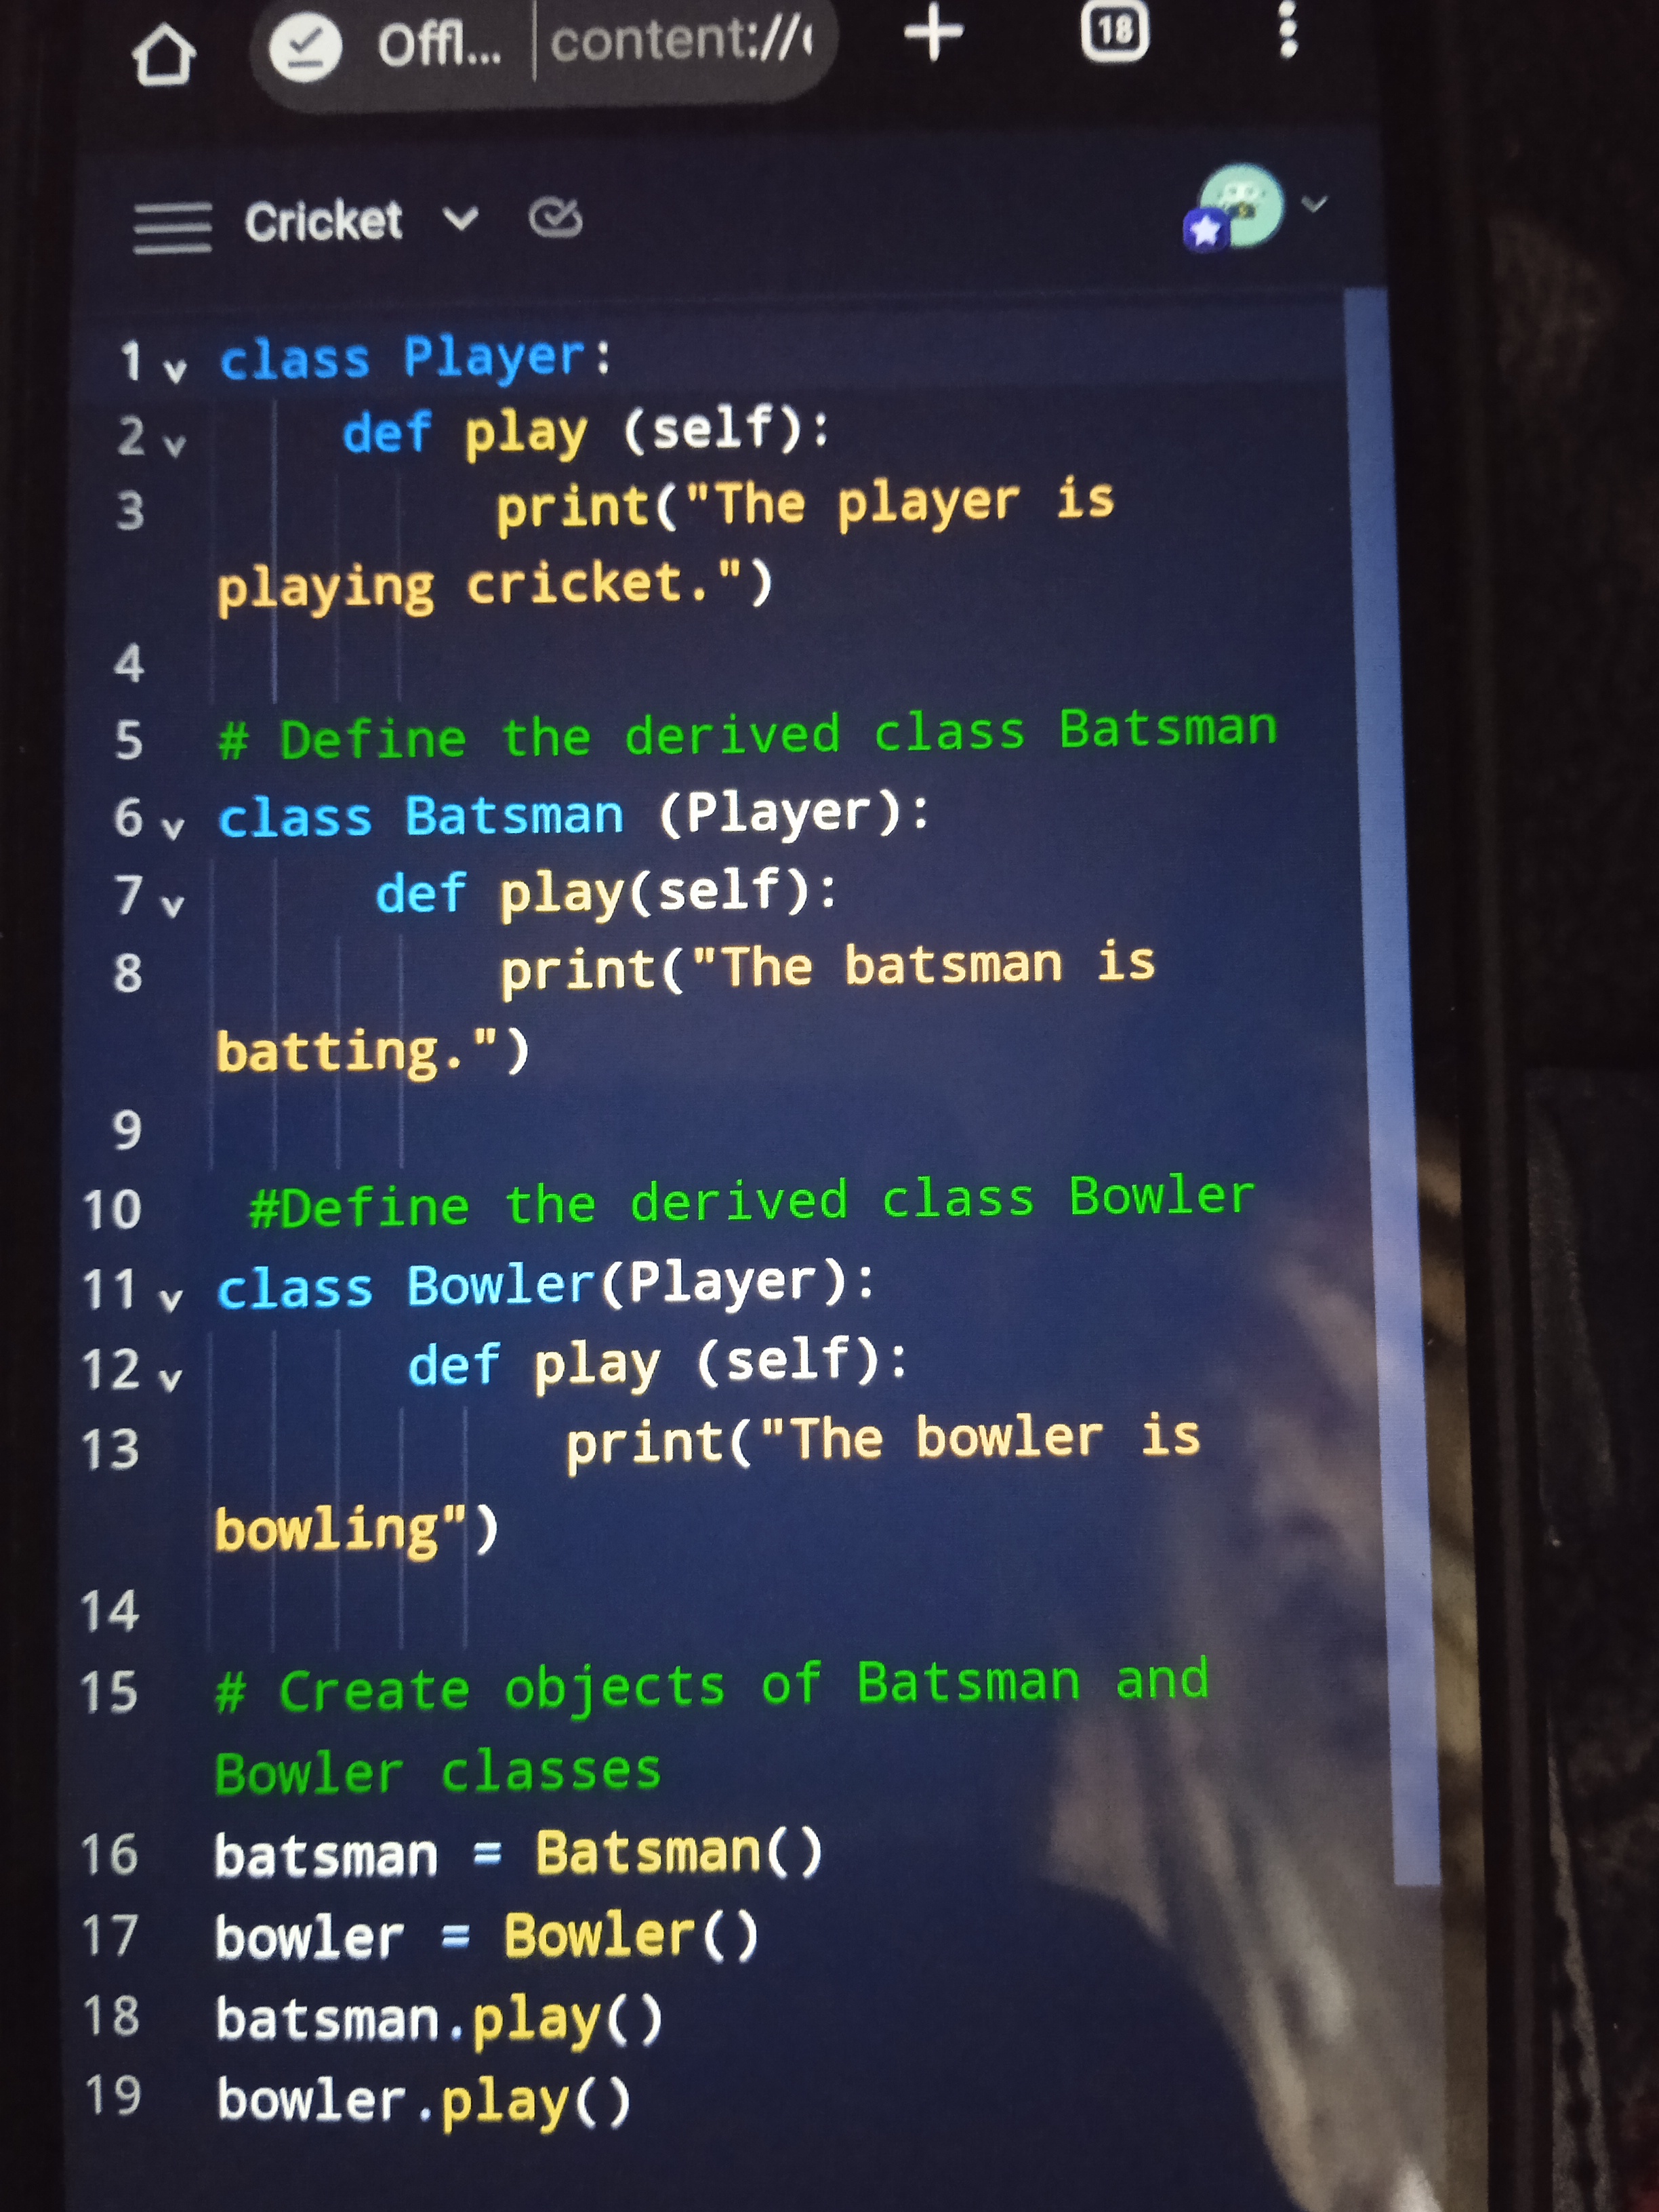 Offl... content://
18
Cricket
1 class Player:
2 def play (self):
3 print("The player is
playing cricket.")
4
5 # Define the derived class Batsman
6 class Batsman (Player):
7 def play(self):
8 print("The batsman is
batting.")
9
10 #Define the derived class Bowler
11 class Bowler(Player):
12 def play (self):
13 print("The bowler is
bowling")
14
15 # Create objects of Batsman and
Bowler classes
16 batsman = Batsman()
17 bowler = Bowler()
18 batsman.play()
19 bowler.play()